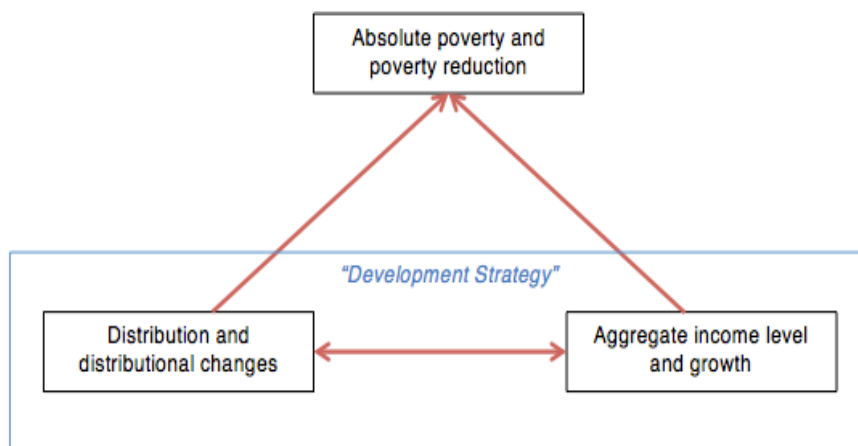 Absolute poverty and
poverty reduction
"Development Strategy"
Distribution and
distributional changes
Aggregate income level
and growth